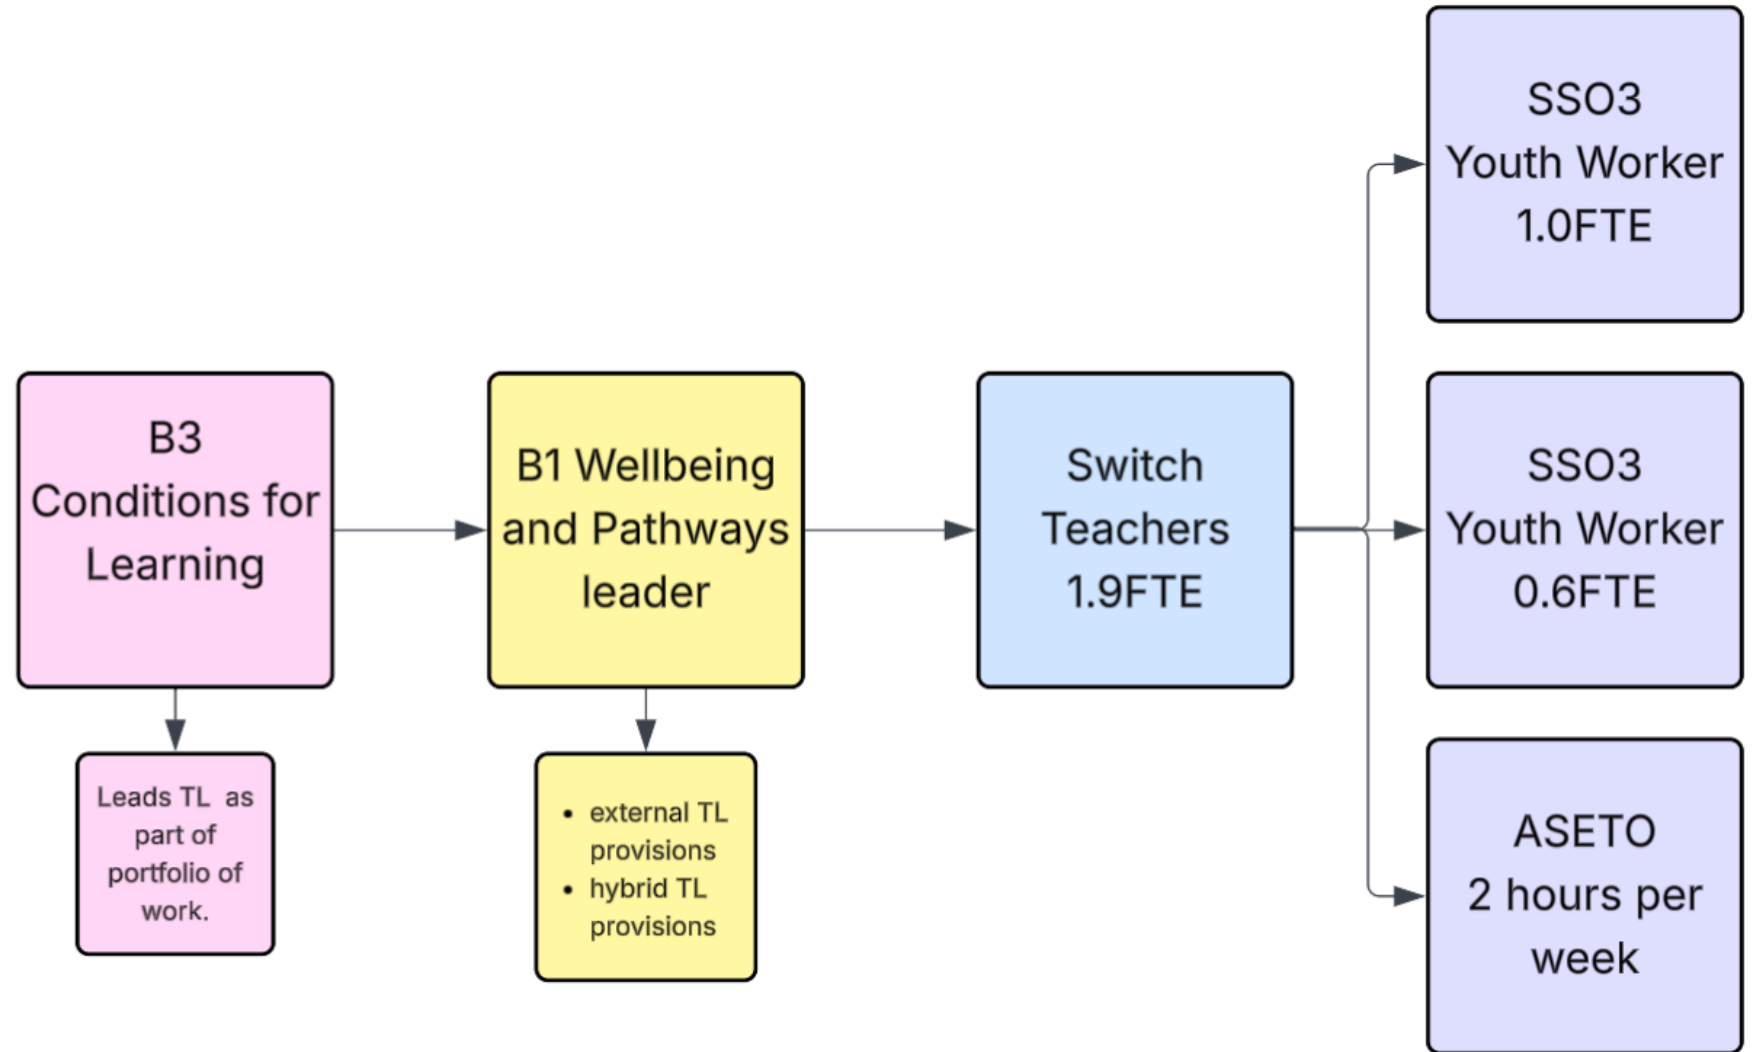 B3
Conditions for
Learning
Leads TL as
part of
portfolio of
work.
B1 Wellbeing
and Pathways
leader
• external TL
provisions
• hybrid TL
provisions
Switch
Teachers
1.9FTE
SSO3
Youth Worker
1.0FTE
SSO3
Youth Worker
0.6FTE
ASETO
2 hours per
week